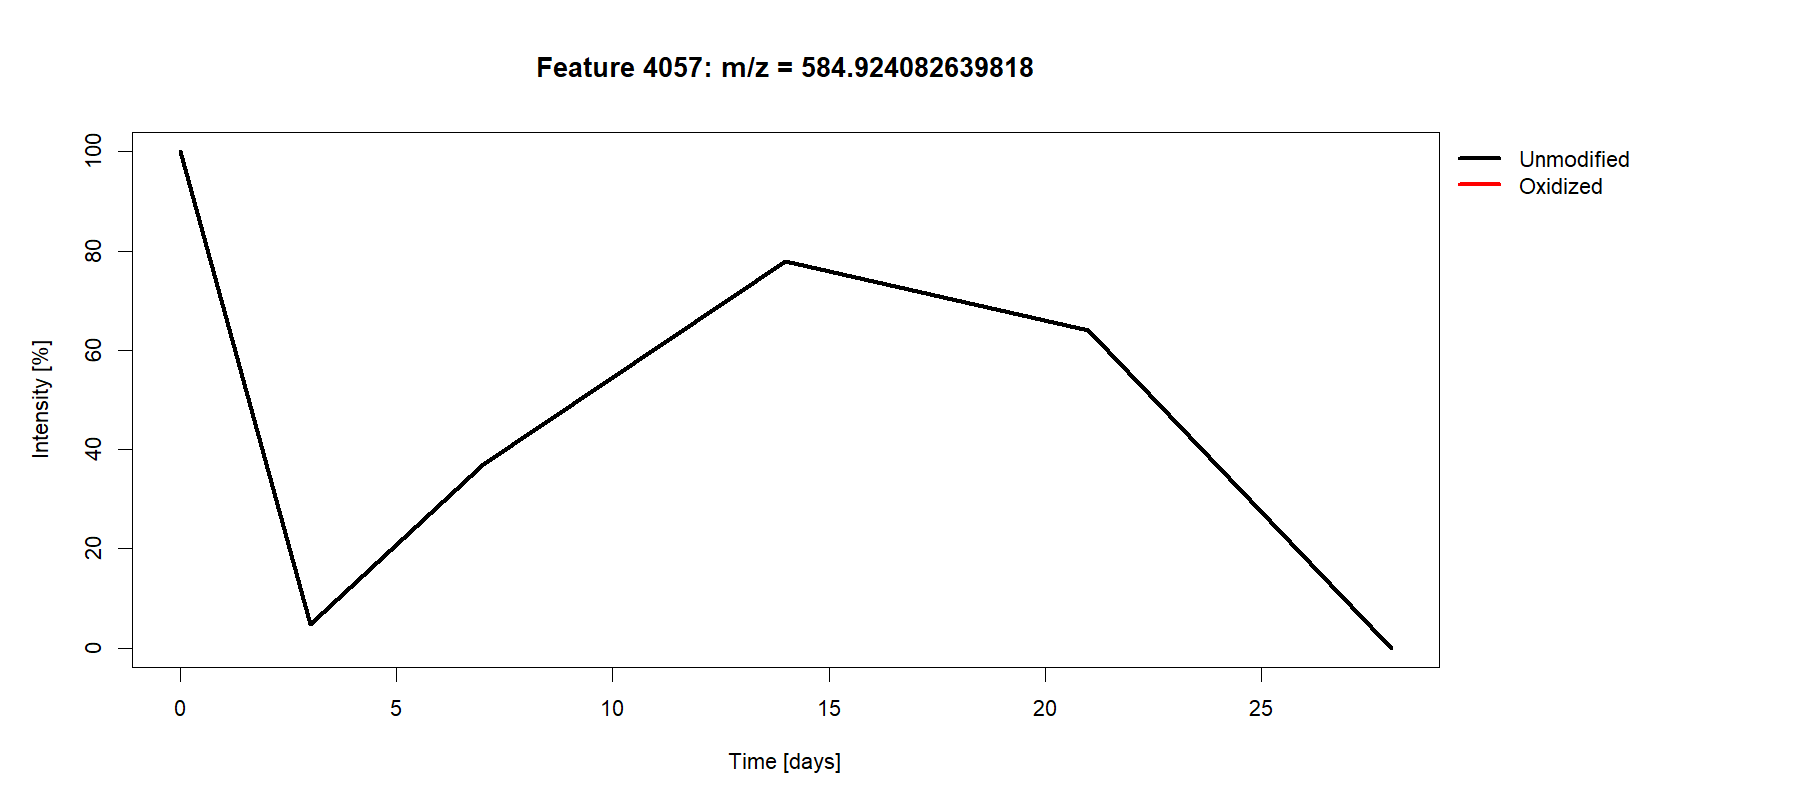 Feature 4057: m/z = 584.924082639818
Unmodified
Oxidized
Intensity [%]
100
80
60
40
20
0
0 5 10 15 20 25
Time [days]